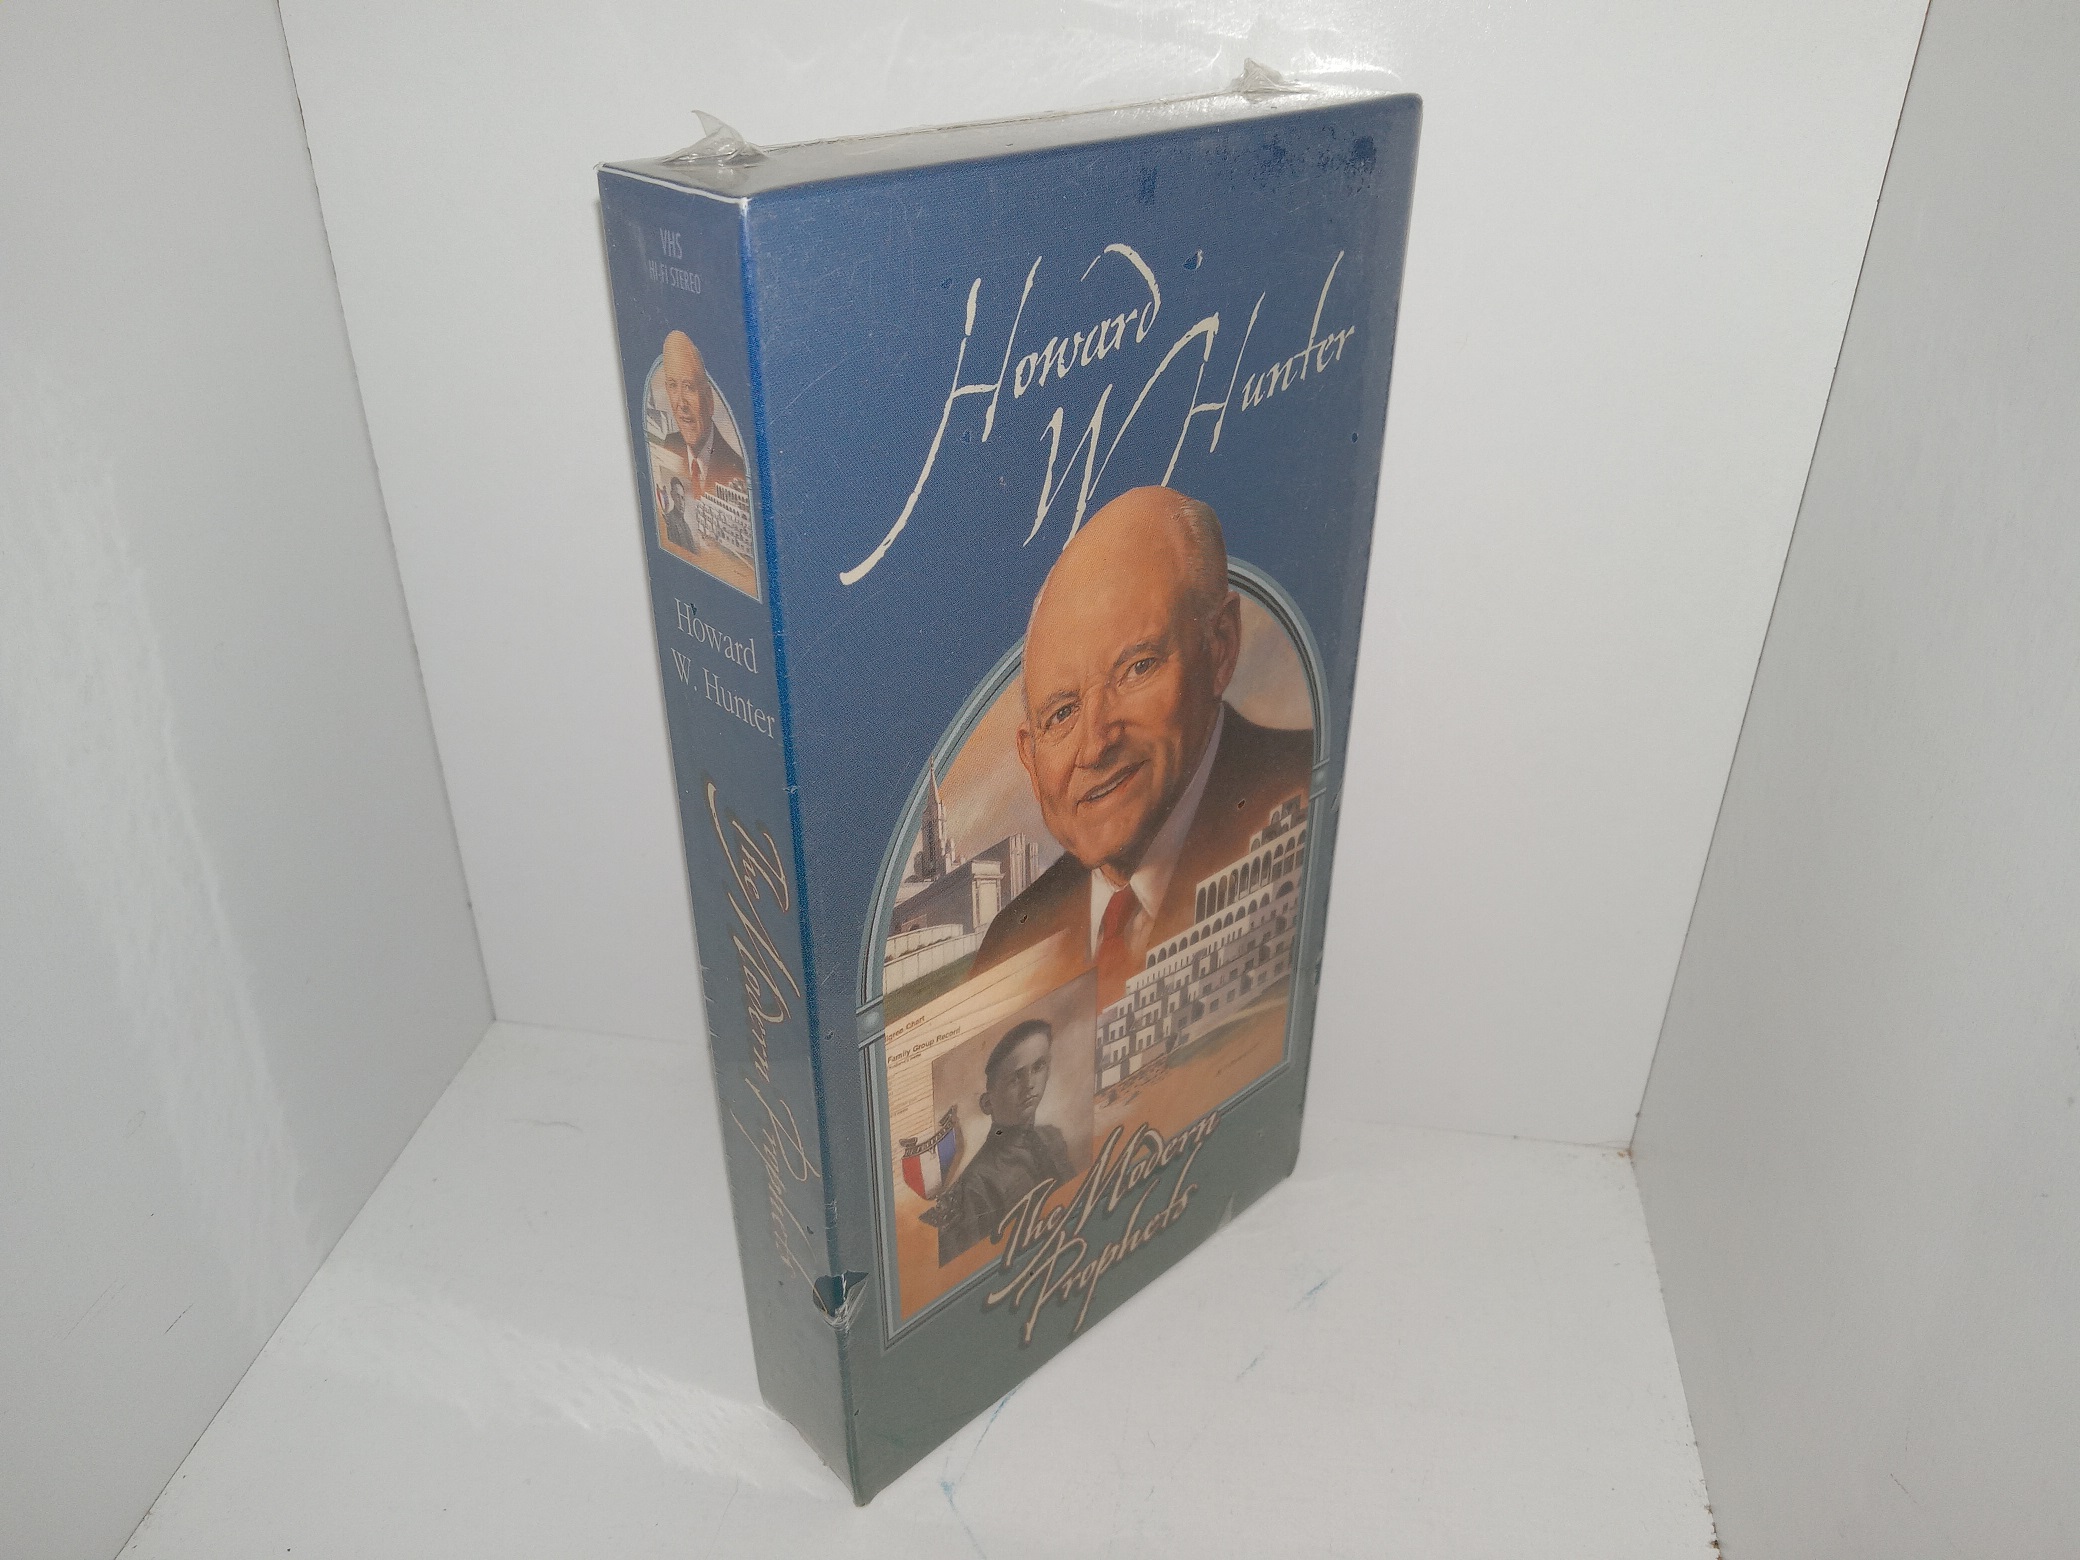 VHS
HI-FI STEREO
Howard
W. Hunter
The Modern Prophets
Howard
W Hunter
Family Group Record
The Modern
Prophets